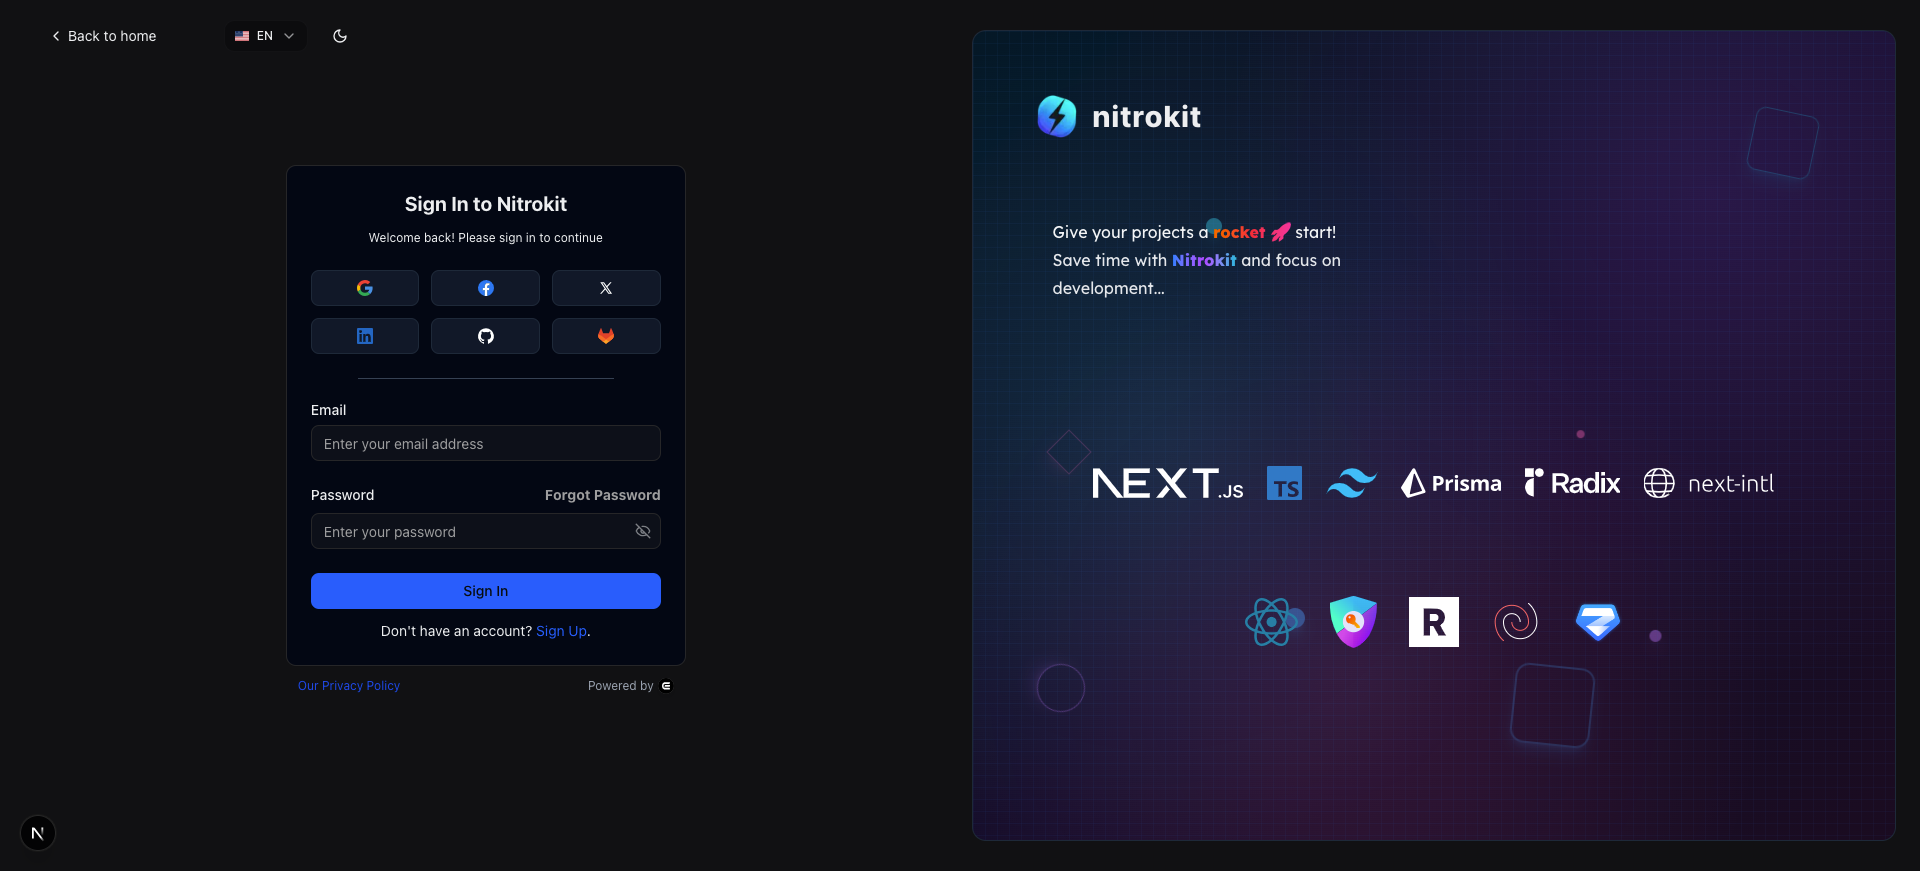 Back to home
EN
Sign In to Nitrokit
Welcome back! Please sign in to continue
Email
Enter your email address
Password
Forgot Password
Enter your password
Sign In
Don't have an account? Sign Up.
Our Privacy Policy
Powered by
N
nitrokit
Give your projects a rocket 🚀 start!
Save time with Nitrokit and focus on
development...
NEXT.JS
TS
Prisma
Radix
next-intl
R